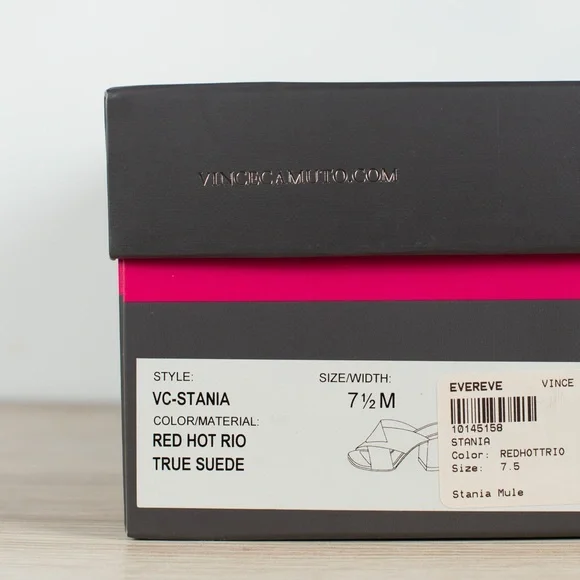 VINCECAMUTO.COM
STYLE:
VC-STANIA
COLOR/MATERIAL:
RED HOT RIO
TRUE SUEDE
SIZE/WIDTH:
7½ M
EVEREVE VINCE
10145158
STANIA
Color: REDHOTTRIO
Size: 7.5
Stania Mule